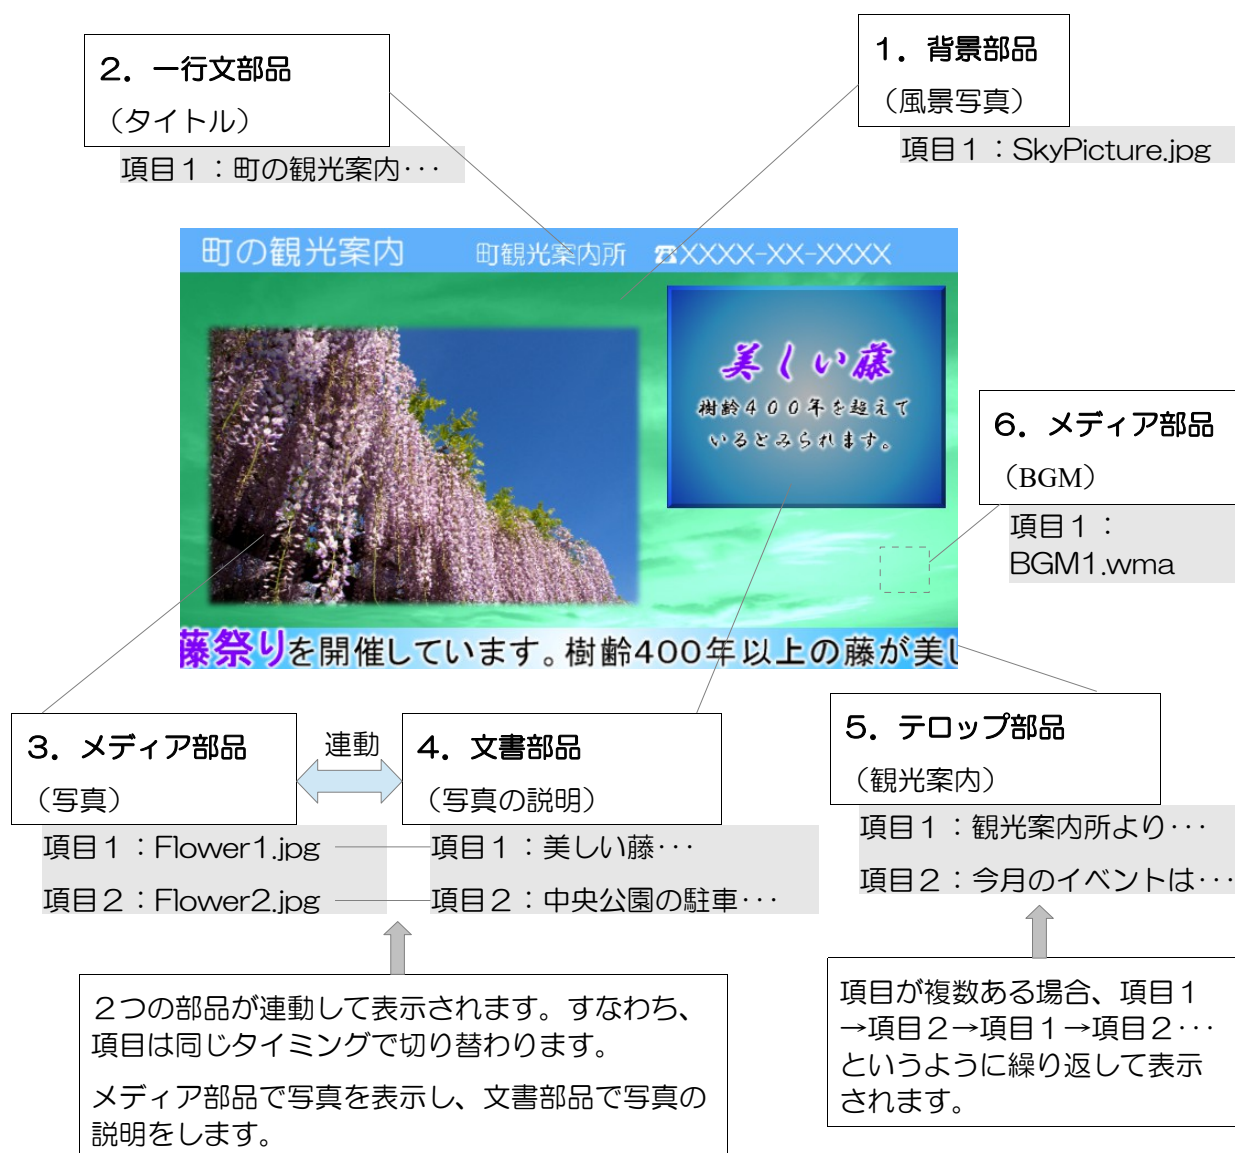 ２．一行文部品
（タイトル）
項目１：町の観光案内･･･
１．背景部品
（風景写真）
項目１：SkyPicture.jpg
町の観光案内　町観光案内所　☎XXXX-XX-XXXX
美しい藤
樹齢４００年を超えて
いるとみられます。
６．メディア部品
（BGM）
項目１：
BGM1.wma
藤祭りを開催しています。樹齢400年以上の藤が美し
３．メディア部品
（写真）
項目１：Flower1.jpg
項目２：Flower2.jpg
連動
４．文書部品
（写真の説明）
項目１：美しい藤･･･
項目２：中央公園の駐車･･･
５．テロップ部品
（観光案内）
項目１：観光案内所より･･･
項目２：今月のイベントは･･･
２つの部品が連動して表示されます。すなわち、
項目は同じタイミングで切り替わります。
メディア部品で写真を表示し、文書部品で写真の
説明をします。
項目が複数ある場合、項目１
→項目２→項目１→項目２･･･
というように繰り返して表示
されます。